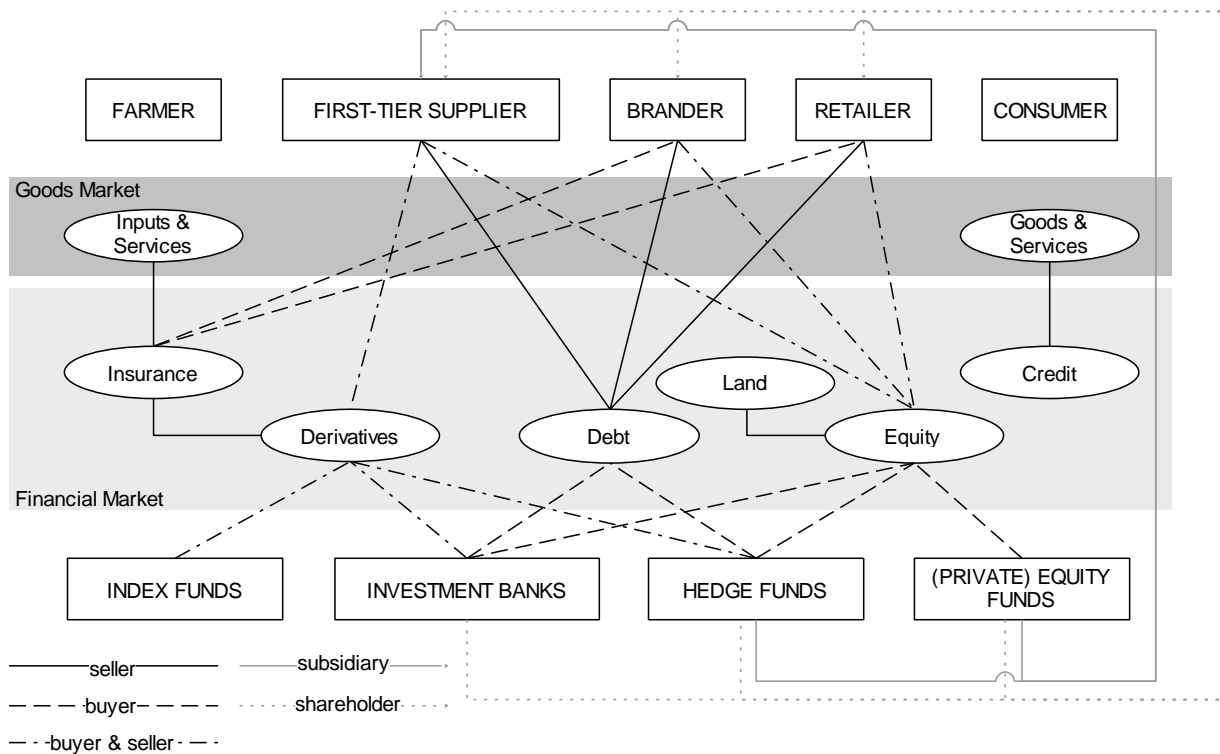 FARMER
FIRST-TIER SUPPLIER
BRANDER
RETAILER
CONSUMER
Goods Market
Inputs &
Services
Goods &
Services
Insurance
Land
Credit
Derivatives
Debt
Equity
Financial Market
INDEX FUNDS
INVESTMENT BANKS
HEDGE FUNDS
(PRIVATE) EQUITY
FUNDS
seller
subsidiary
buyer
shareholder
buyer & seller